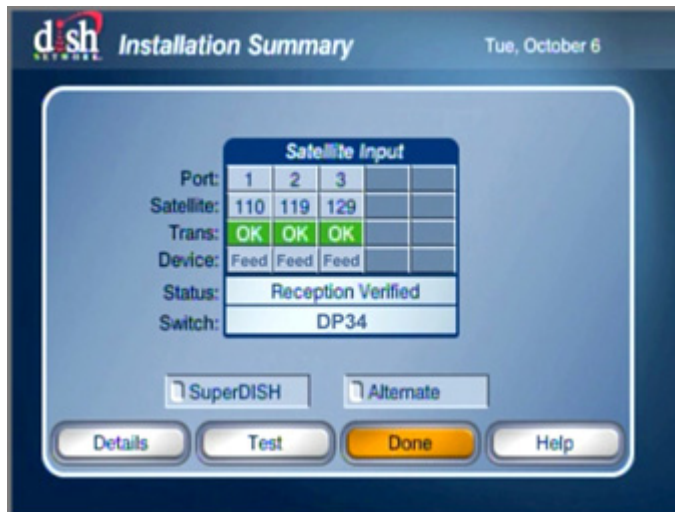 dish
NETWORK.
Installation Summary
Tue, October 6
Satellite Input
Port: 1 2 3
Satellite: 110 119 129
Trans: OK OK OK
Device: Feed Feed Feed
Status: Reception Verified
Switch: DP34
SuperDISH Alternate
Details Test Done Help